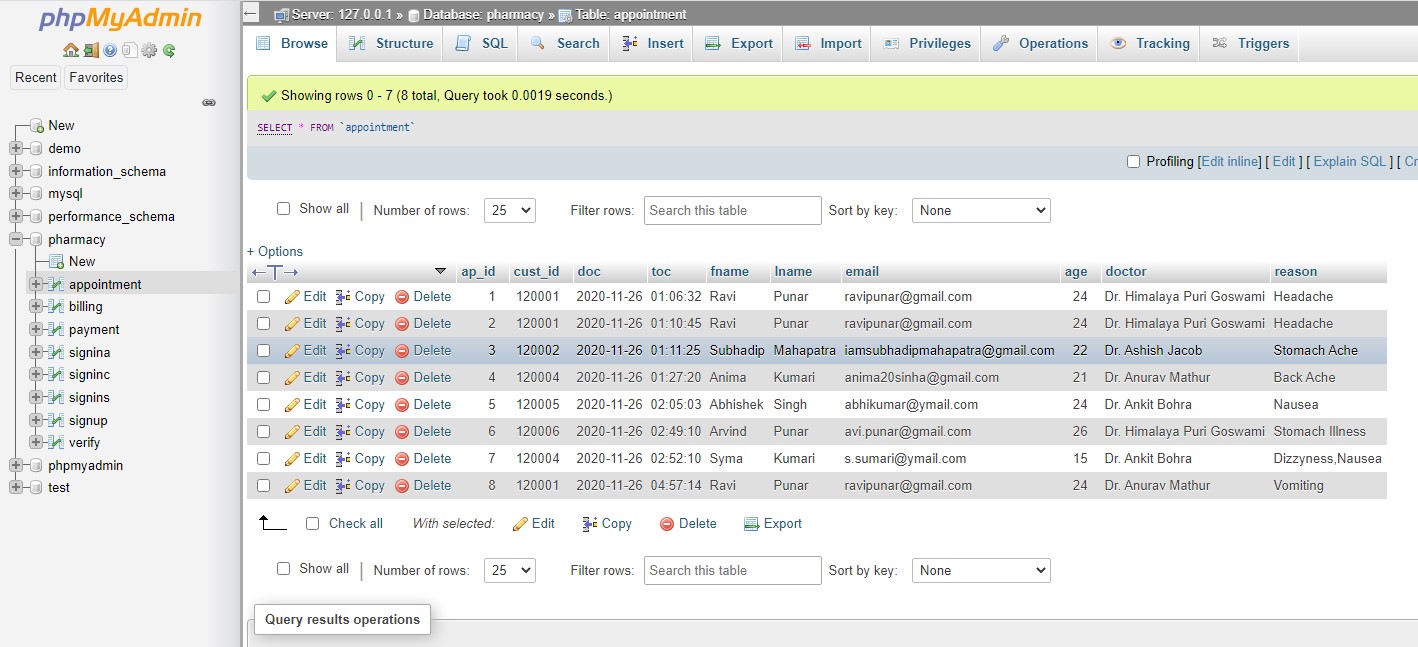 phpMyAdmin
Recent Favorites
New
demo
information_schema
mysql
performance_schema
pharmacy
New
appointment
billing
payment
signina
signinc
signins
signup
verify
phpmyadmin
test
Server: 127.0.0.1 » Database: pharmacy » Table: appointment
Browse Structure SQL Search Insert Export Import Privileges Operations Tracking Triggers
Showing rows 0 - 7 (8 total, Query took 0.0019 seconds.)
SELECT * FROM `appointment`
Profiling [Edit inline] [ Edit ] [ Explain SQL ] [ Cr
Show all | Number of rows: 25 Filter rows: Search this table Sort by key: None
+ Options
←T→ ap_id cust_id doc toc fname lname email age doctor reason
Edit Copy Delete 1 120001 2020-11-26 01:06:32 Ravi Punar ravipunar@gmail.com 24 Dr. Himalaya Puri Goswami Headache
Edit Copy Delete 2 120001 2020-11-26 01:10:45 Ravi Punar ravipunar@gmail.com 24 Dr. Himalaya Puri Goswami Headache
Edit Copy Delete 3 120002 2020-11-26 01:11:25 Subhadip Mahapatra iamsubhadipmahapatra@gmail.com 22 Dr. Ashish Jacob Stomach Ache
Edit Copy Delete 4 120004 2020-11-26 01:27:20 Anima Kumari anima20sinha@gmail.com 21 Dr. Anurav Mathur Back Ache
Edit Copy Delete 5 120005 2020-11-26 02:05:03 Abhishek Singh abhikumar@ymail.com 24 Dr. Ankit Bohra Nausea
Edit Copy Delete 6 120006 2020-11-26 02:49:10 Arvind Punar avi.punar@gmail.com 26 Dr. Himalaya Puri Goswami Stomach Illness
Edit Copy Delete 7 120004 2020-11-26 02:52:10 Syma Kumari s.sumari@ymail.com 15 Dr. Ankit Bohra Dizzyness,Nausea
Edit Copy Delete 8 120001 2020-11-26 04:57:14 Ravi Punar ravipunar@gmail.com 24 Dr. Anurav Mathur Vomiting
Check all With selected: Edit Copy Delete Export
Show all | Number of rows: 25 Filter rows: Search this table Sort by key: None
Query results operations